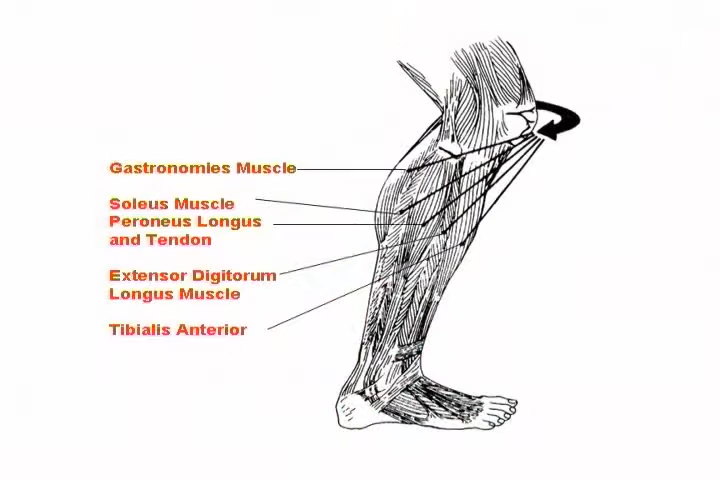 Gastronomies Muscle
Soleus Muscle
Peroneus Longus
and Tendon
Extensor Digitorum
Longus Muscle
Tibialis Anterior